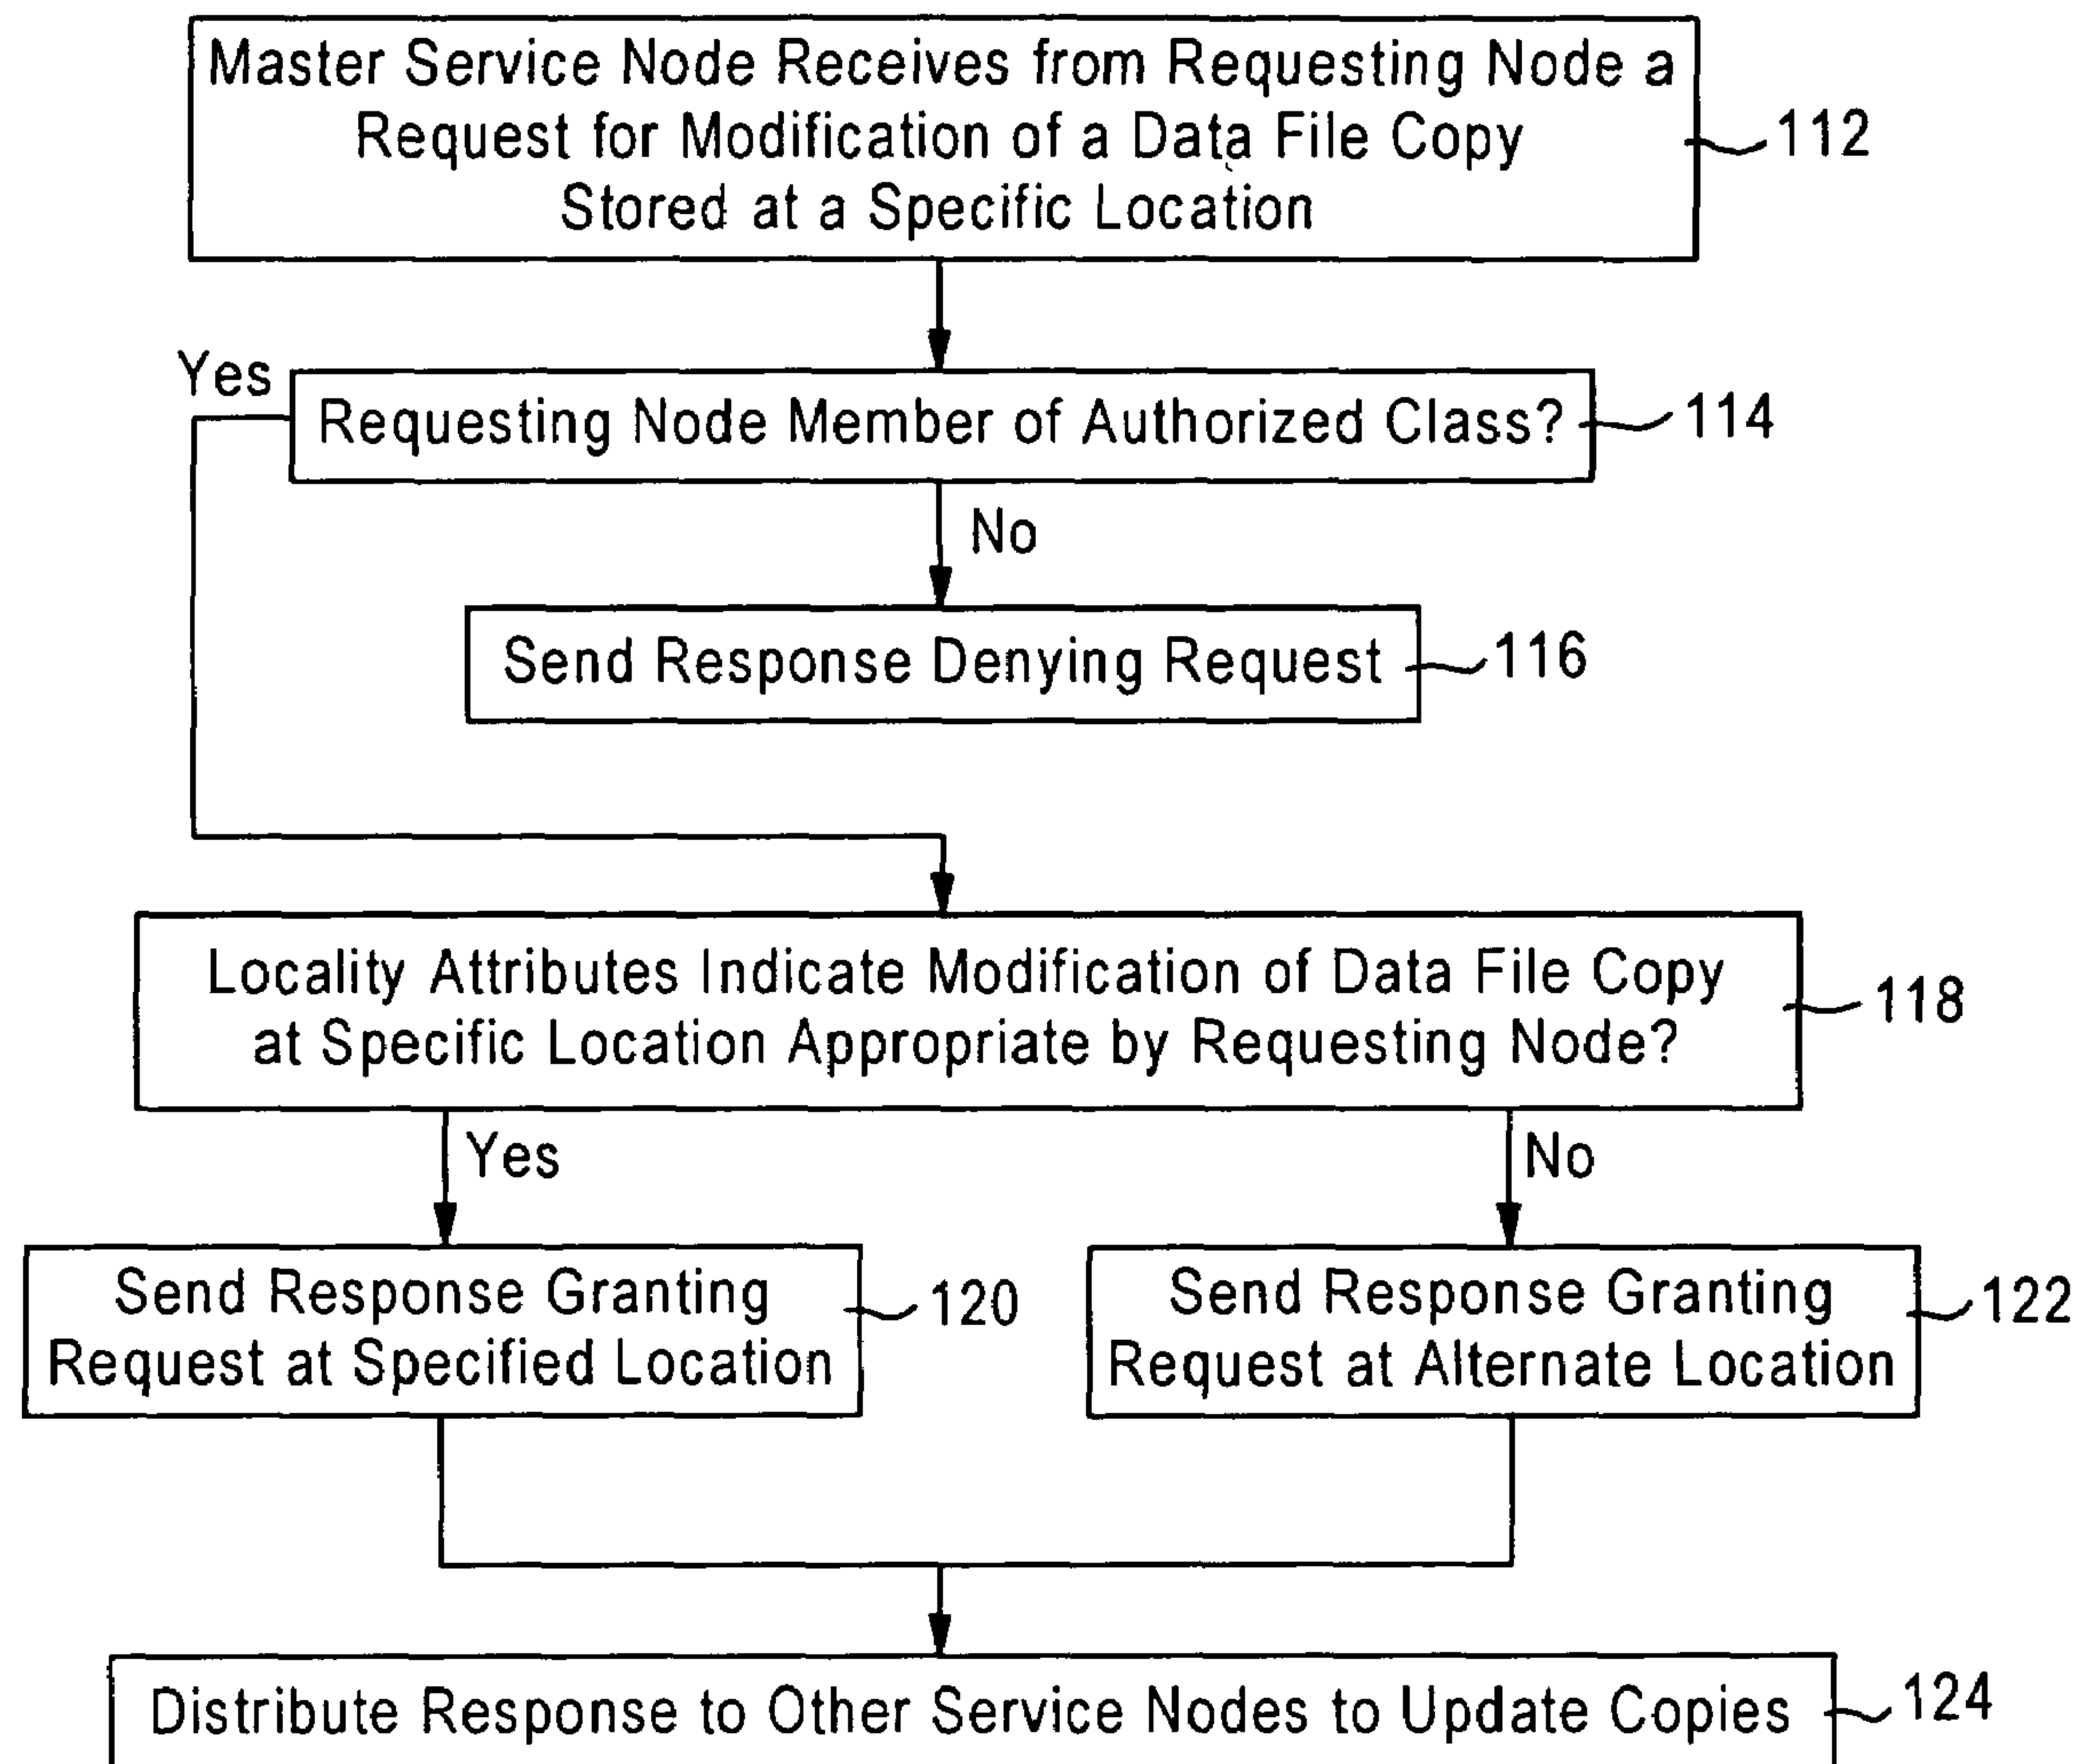 Master Service Node Receives from Requesting Node a
Request for Modification of a Data File Copy
Stored at a Specific Location
112
Yes
Requesting Node Member of Authorized Class?
114
No
Send Response Denying Request
116
Locality Attributes Indicate Modification of Data File Copy
at Specific Location Appropriate by Requesting Node?
118
Yes
No
Send Response Granting
Request at Specified Location
120
Send Response Granting
Request at Alternate Location
122
Distribute Response to Other Service Nodes to Update Copies
124